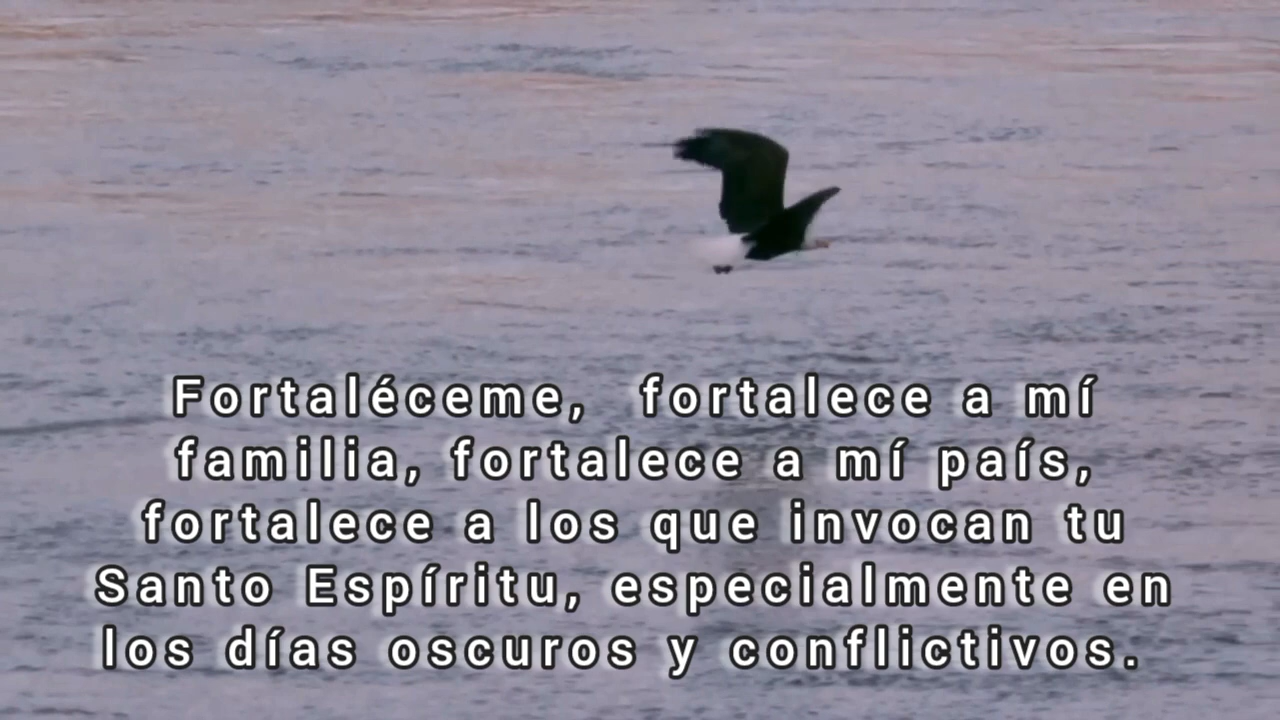 Fortaléceme, fortalece a mí
familia, fortalece a mí país,
fortalece a los que invocan tu
Santo Espíritu, especialmente en
los días oscuros y conflictivos.